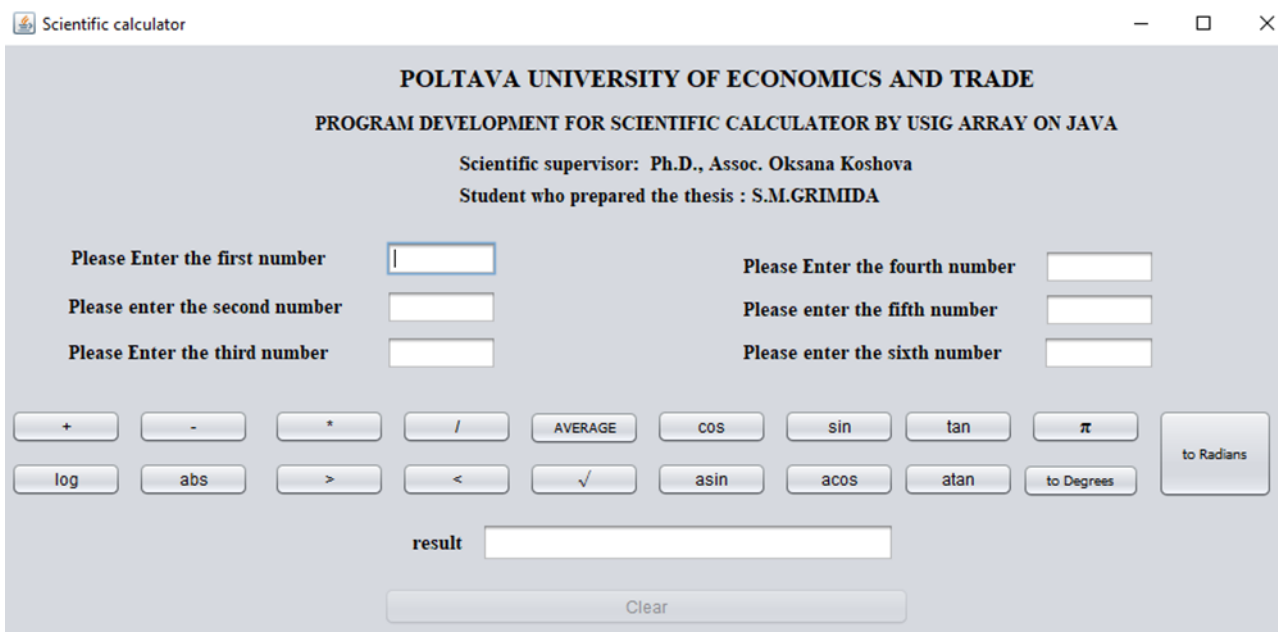 Scientific calculator
POLTAVA UNIVERSITY OF ECONOMICS AND TRADE
PROGRAM DEVELOPMENT FOR SCIENTIFIC CALCULATEOR BY USIG ARRAY ON JAVA
Scientific supervisor: Ph.D., Assoc. Oksana Koshova
Student who prepared the thesis : S.M.GRIMIDA
Please Enter the first number
Please Enter the fourth number
Please enter the second number
Please enter the fifth number
Please Enter the third number
Please enter the sixth number
+ - * / AVERAGE cos sin tan π
to Radians
log abs > < √ asin acos atan to Degrees
result
Clear